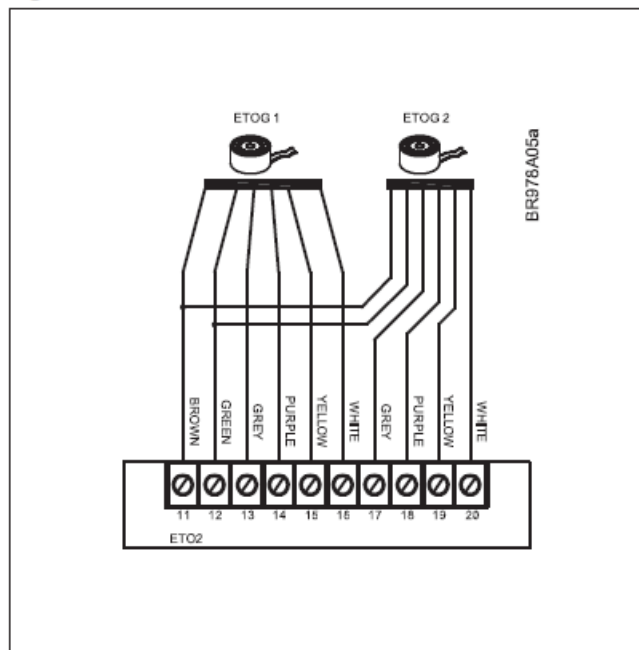 ETOG 1
ETOG 2
BR978A05a
BROWN
GREEN
GREY
PURPLE
YELLOW
WHITE
GREY
PURPLE
YELLOW
WHITE
11 12 13 14 15 16 17 18 19 20
ETO2